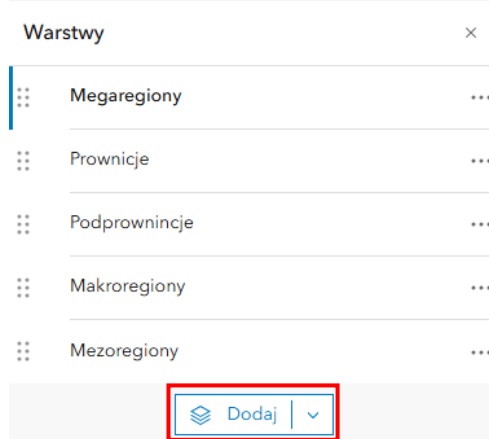 Warstwy
Megaregiony
Prownicje
Podprownincje
Makroregiony
Mezoregiony
Dodaj